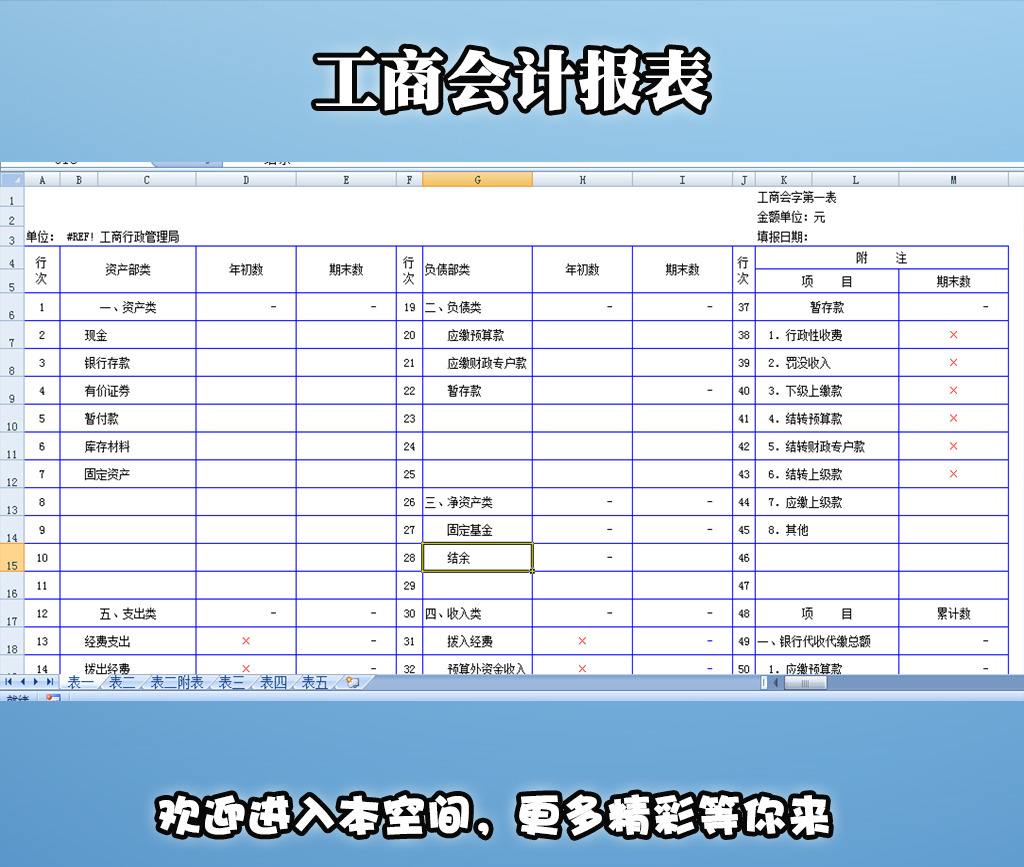 工商会计报表
A B C D E F G H I J K L M
1 工商会字第一表
2 金额单位: 元
3 单位: #REF! 工商行政管理局 填报日期:
4 行次 资产部类 年初数 期末数 行次 负债部类 年初数 期末数 行次 附 注
5 项 目 期末数
6 1 一、资产类 - - 19 二、负债类 - - 37 暂存款 -
7 2 现金 20 应缴预算款 38 1. 行政性收费 ×
8 3 银行存款 21 应缴财政专户款 39 2. 罚没收入 ×
9 4 有价证券 22 暂存款 - 40 3. 下级上缴款 ×
10 5 暂付款 23 41 4. 结转预算款 ×
11 6 库存材料 24 42 5. 结转财政专户款 ×
12 7 固定资产 25 43 6. 结转上级款 ×
13 8 26 三、净资产类 - - 44 7. 应缴上级款
14 9 27 固定基金 - - 45 8. 其他
15 10 28 结余 - 46
16 11 29 47
17 12 五、支出类 - - 30 四、收入类 - - 48 项 目 累计数
18 13 经费支出 × - 31 拨入经费 × - 49 一、银行代收代缴总额 -
14 拨出经费 × - 32 预算外资金收入 × - 50 1. 应缴预算款 -
表一 表二 表二附表 表三 表四 表五
欢迎进入本空间，更多精彩等你来